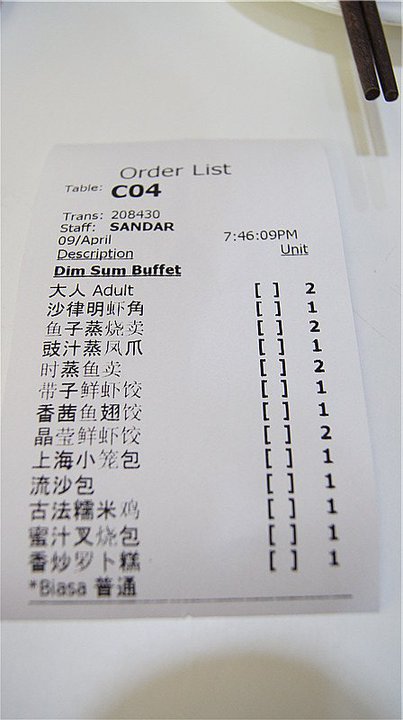 Order List
Table: C04
Trans: 208430
Staff: SANDAR
09/April 7:46:09PM
Description Unit
Dim Sum Buffet
大人 Adult [ ] 2
沙律明虾角 [ ] 1
鱼子蒸烧卖 [ ] 2
豉汁蒸凤爪 [ ] 1
时蒸鱼卖 [ ] 2
带子鲜虾饺 [ ] 1
香茜鱼翅饺 [ ] 1
晶莹鲜虾饺 [ ] 2
上海小笼包 [ ] 1
流沙包 [ ] 1
古法糯米鸡 [ ] 1
蜜汁叉烧包 [ ] 1
香炒罗卜糕 [ ] 1
*Biasa 普通